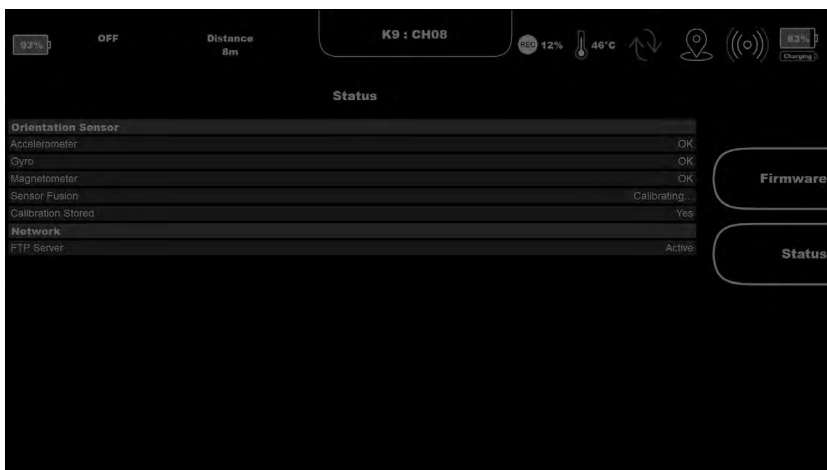 93%
OFF
Distance
8m
K9 : CH08
REC 12%
46°C
63%
Charging
Status
Orientation Sensor
Accelerometer OK
Gyro OK
Magnetometer OK
Sensor Fusion Calibrating...
Calibration Stored Yes
Network
FTP Server Active
Firmware
Status